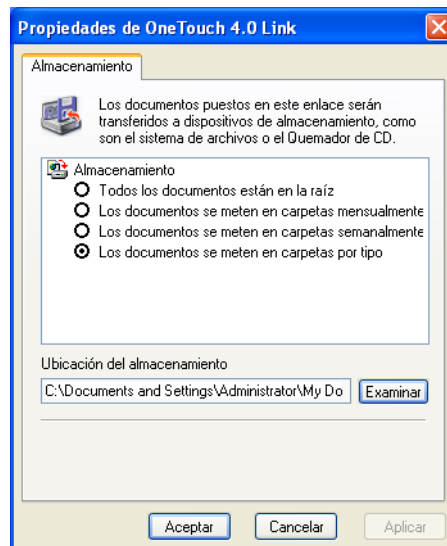 Propiedades de OneTouch 4.0 Link
Almacenamiento
Los documentos puestos en este enlace serán
transferidos a dispositivos de almacenamiento, como
son el sistema de archivos o el Quemador de CD.
Almacenamiento
Todos los documentos están en la raíz
Los documentos se meten en carpetas mensualmente
Los documentos se meten en carpetas semanalmente
Los documentos se meten en carpetas por tipo
Ubicación del almacenamiento
C:\Documents and Settings\Administrator\My Do
Examinar
Aceptar
Cancelar
Aplicar